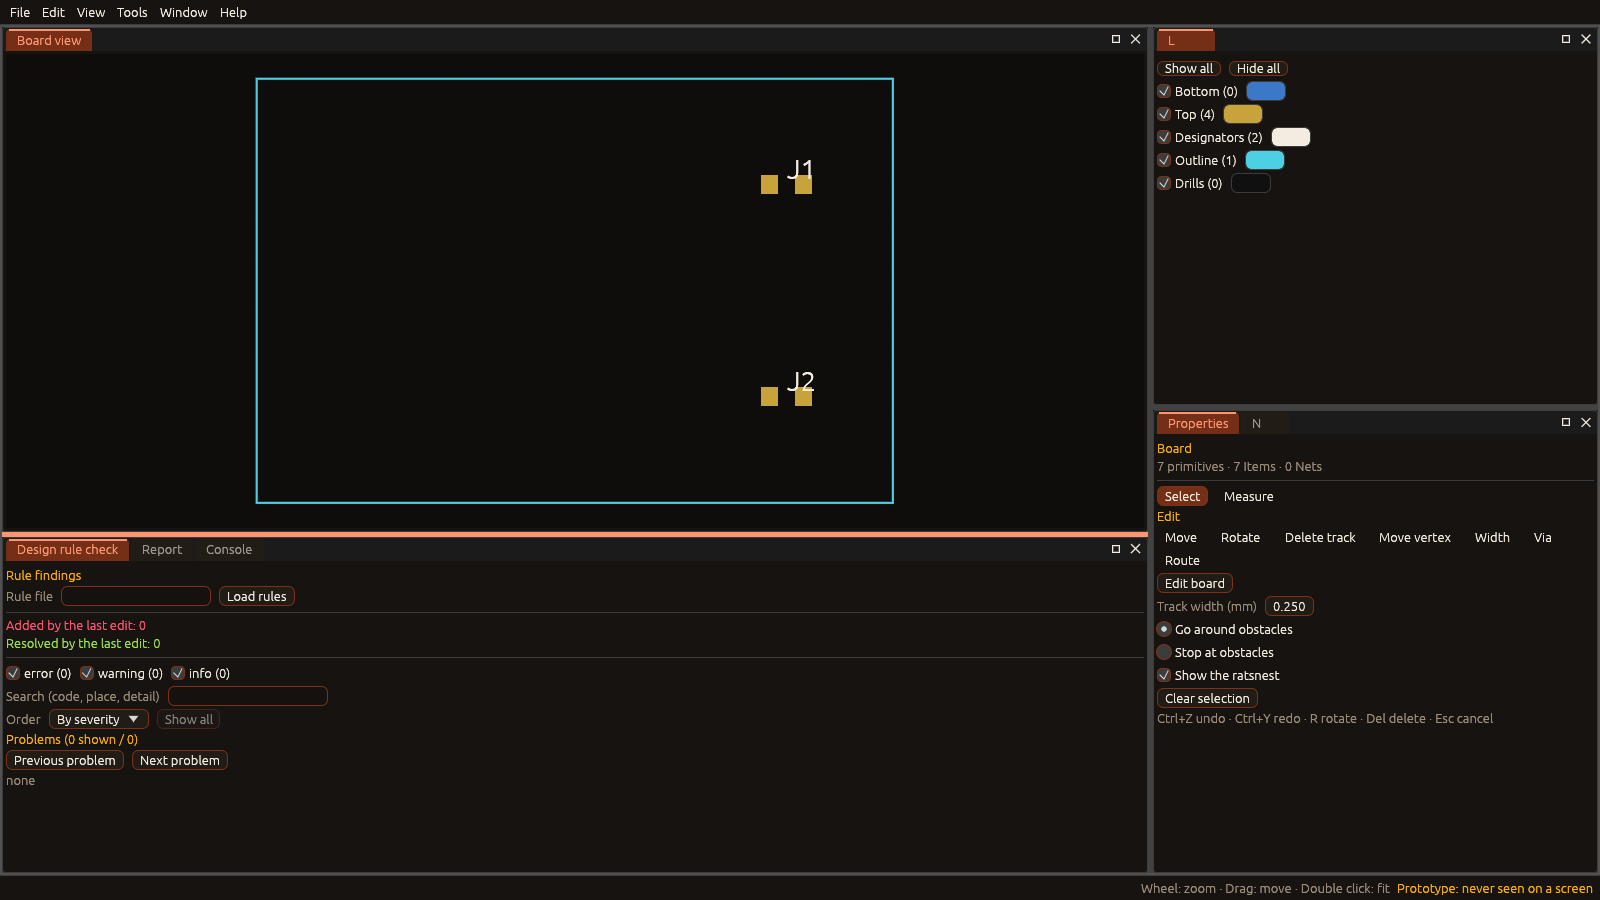 File Edit View Tools Window Help
Board view
L
Show all Hide all
Bottom (0)
Top (4)
Designators (2)
Outline (1)
Drills (0)
J1
J2
Properties N
Board
7 primitives · 7 Items · 0 Nets
Select Measure
Edit
Move Rotate Delete track Move vertex Width Via
Route
Edit board
Track width (mm) 0.250
Go around obstacles
Stop at obstacles
Show the ratsnest
Clear selection
Ctrl+Z undo · Ctrl+Y redo · R rotate · Del delete · Esc cancel
Design rule check Report Console
Rule findings
Rule file Load rules
Added by the last edit: 0
Resolved by the last edit: 0
error (0) warning (0) info (0)
Search (code, place, detail)
Order By severity Show all
Problems (0 shown / 0)
Previous problem Next problem
none
Wheel: zoom · Drag: move · Double click: fit Prototype: never seen on a screen